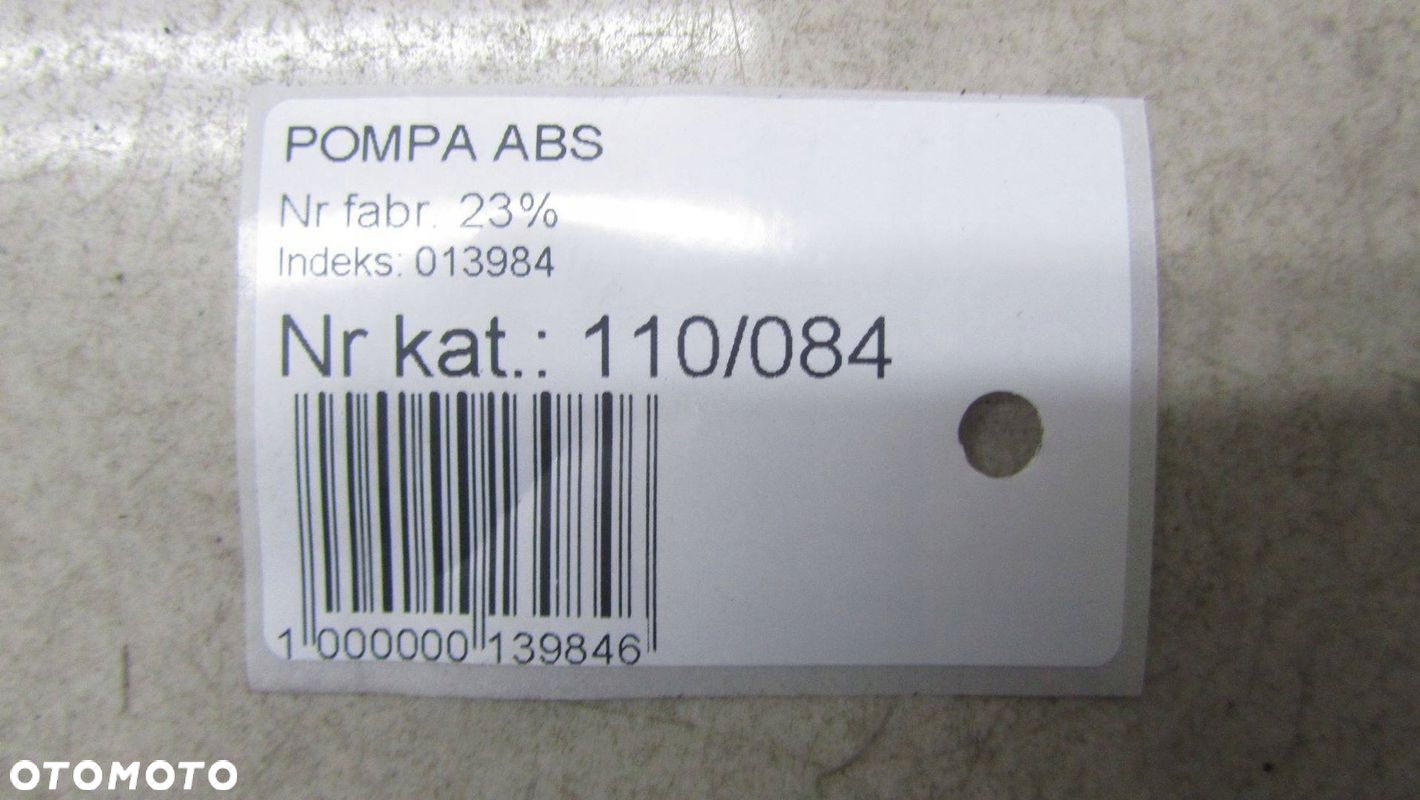 POMPA ABS
Nr fabr. 23%
Indeks: 013984
Nr kat.: 110/084
1 000000 139846
OTOMOTO